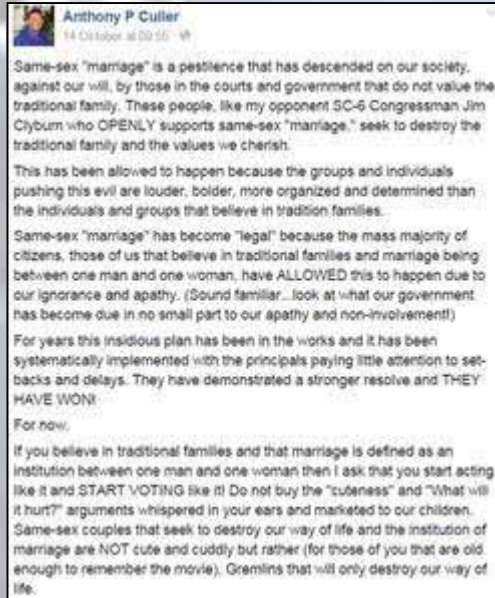 Anthony P Culler
14 October at 09:55
Same-sex "marriage" is a pestilence that has descended on our society,
against our will, by those in the courts and government that do not value the
traditional family. These people, like my opponent SC-6 Congressman Jim
Clyburn who OPENLY supports same-sex "marriage," seek to destroy the
traditional family and the values we cherish.
This has been allowed to happen because the groups and individuals
pushing this evil are louder, bolder, more organized and determined than
the individuals and groups that believe in tradition families.
Same-sex "marriage" has become "legal" because the mass majority of
citizens, those of us that believe in traditional families and marriage being
between one man and one woman, have ALLOWED this to happen due to
our ignorance and apathy. (Sound familiar...look at what our government
has become due in no small part to our apathy and non-involvement!)
For years this insidious plan has been in the works and it has been
systematically implemented with the principals paying little attention to set-
backs and delays. They have demonstrated a stronger resolve and THEY
HAVE WON!
For now.
If you believe in traditional families and that marriage is defined as an
institution between one man and one woman then I ask that you start acting
like it and START VOTING like it! Do not buy the "cuteness" and "What will
it hurt?" arguments whispered in your ears and marketed to our children.
Same-sex couples that seek to destroy our way of life and the institution of
marriage are NOT cute and cuddly but rather (for those of you that are old
enough to remember the movie), Gremlins that will only destroy our way of
life.